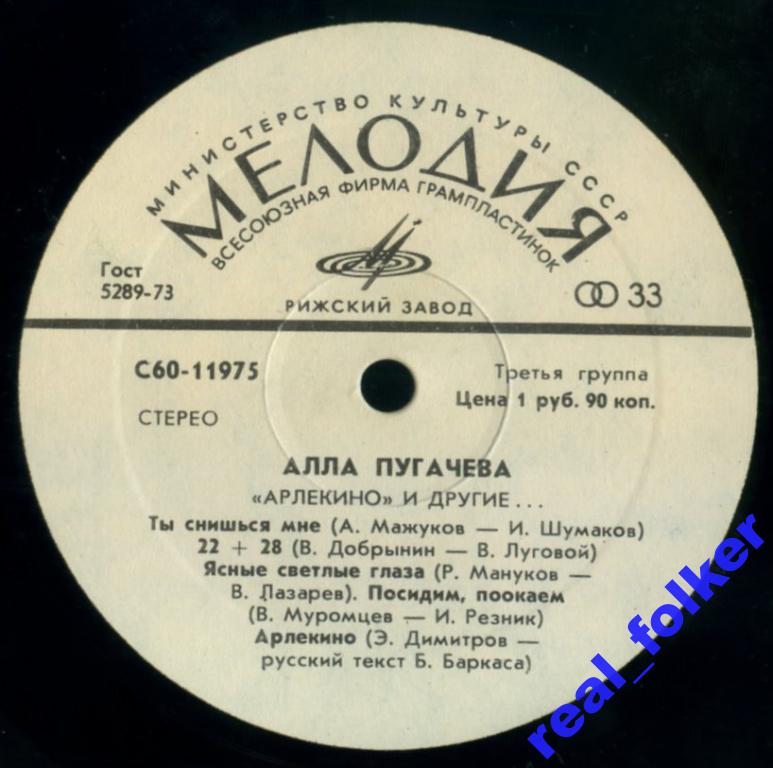 МИНИСТЕРСТВО КУЛЬТУРЫ СССР
МЕЛОДИЯ
ВСЕСОЮЗНАЯ ФИРМА ГРАМПЛАСТИНОК
Гост
5289-73
РИЖСКИЙ ЗАВОД
33
С60-11975
Третья группа
Цена 1 руб. 90 коп.
СТЕРЕО
АЛЛА ПУГАЧЕВА
«АРЛЕКИНО» И ДРУГИЕ...
Ты снишься мне (А. Мажуков — И. Шумаков)
22 + 28 (В. Добрынин — В. Луговой)
Ясные светлые глаза (Р. Мануков —
В. Лазарев). Посидим, поокаем
(В. Муромцев — И. Резник)
Арлекино (Э. Димитров —
русский текст Б. Баркаса)
real_folker